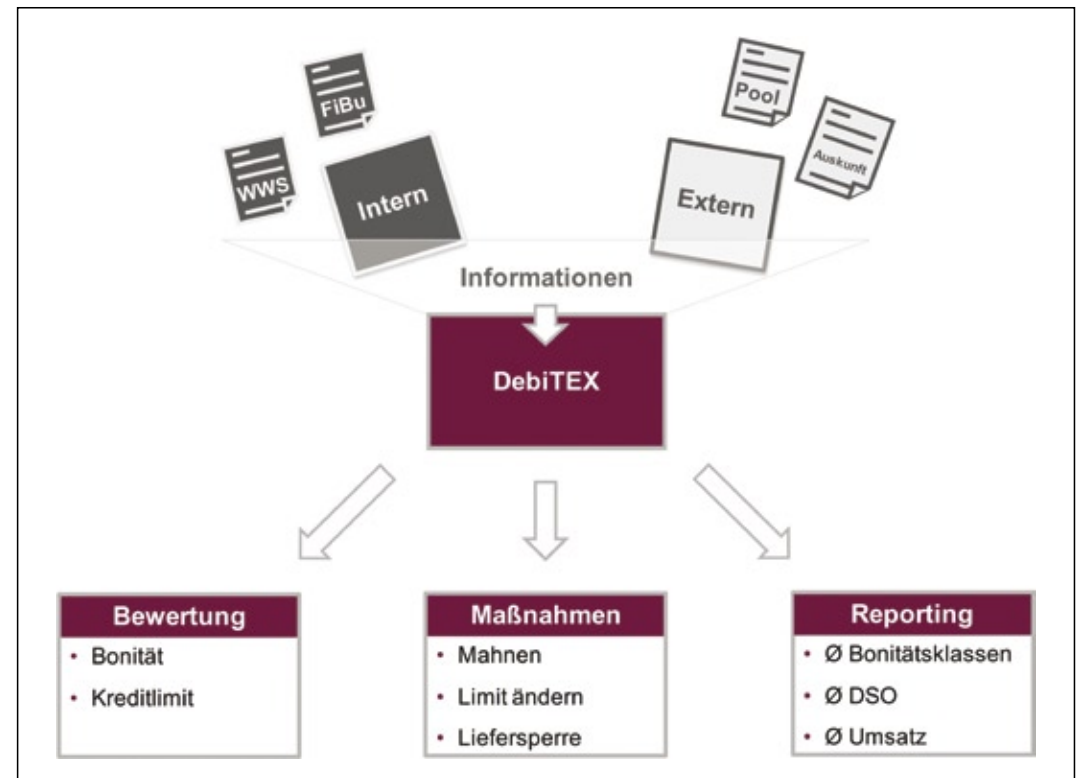 FiBu
WWS
Intern
Pool
Auskunft
Extern
Informationen
DebiTEX
Bewertung
• Bonität
• Kreditlimit
Maßnahmen
• Mahnen
• Limit ändern
• Liefersperre
Reporting
• Ø Bonitätsklassen
• Ø DSO
• Ø Umsatz